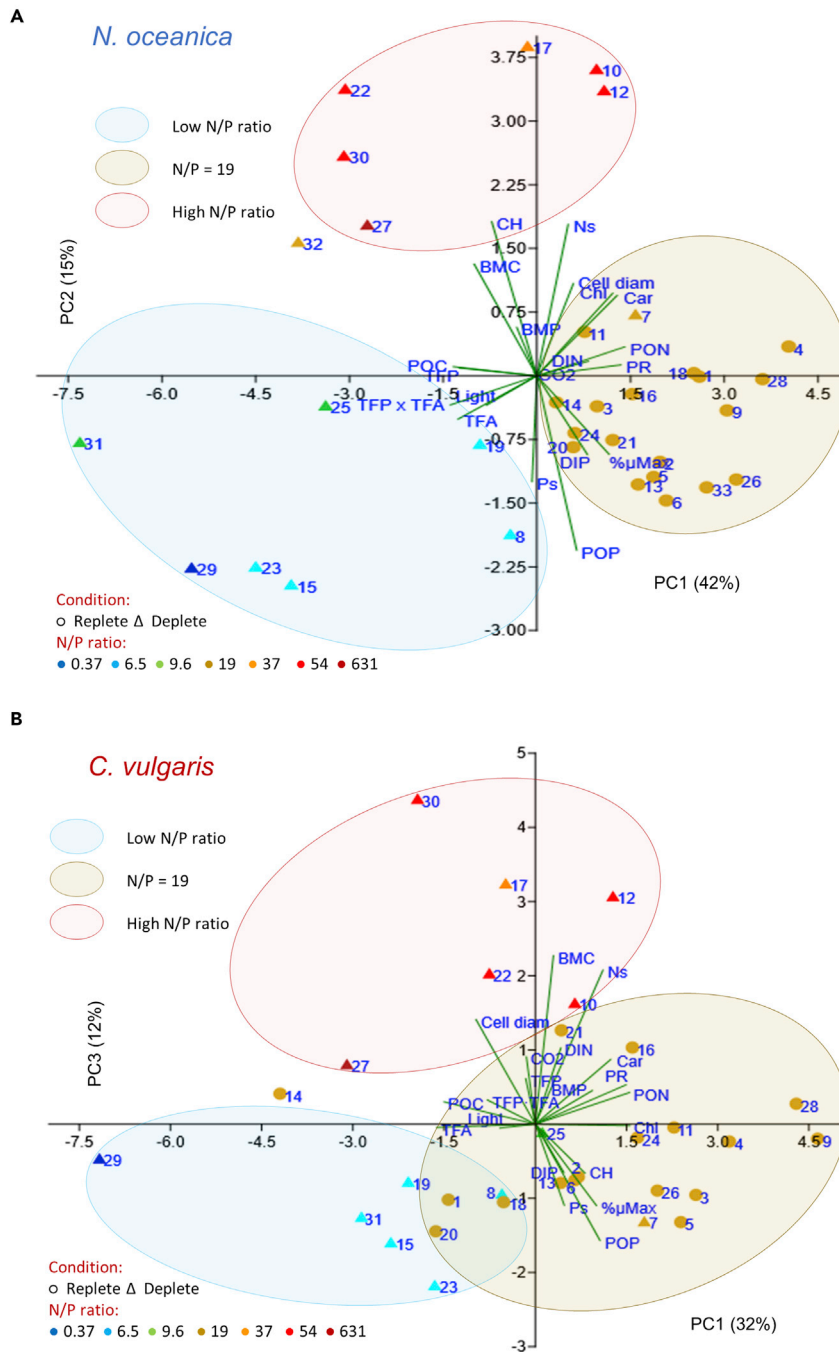 A
N. oceanica
Low N/P ratio
N/P = 19
High N/P ratio
PC2 (15%)
PC1 (42%)
3.75
3.00
2.25
1.50
0.75
-0.75
-1.50
-2.25
-3.00
-7.5 -6.0 -4.5 -3.0 -1.5 1.5 3.0 4.5
17
10
12
22
30
27
32
CH
Ns
BMC
Cell diam
Chl
Car
7
BMP
11
PON
4
POC
DIN
PR
TFP
CO2
18 1 28
Light
16
25
TFP x TFA
14 3 9
TFA
31
19
24 21
20
DIP
%µMax
2
5
13
6
33
26
Ps
8
POP
29
23
15
Condition:
Replete Δ Deplete
N/P ratio:
0.37 6.5 9.6 19 37 54 631
B
C. vulgaris
Low N/P ratio
N/P = 19
High N/P ratio
PC3 (12%)
PC1 (32%)
5
4
3
2
1
-1
-2
-3
-7.5 -6.0 -4.5 -3.0 -1.5 1.5 3.0 4.5
30
17
12
22
10
27
BMC
Ns
Cell diam
21
DIN
16
CO2
Car
TFP
PR
14
BMP
PON
POC
TFP TFA
28
Light
Chl
11
TFA
25
24
4
9
29
2
DIP
CH
19
13
6
8
18
1
26
3
Ps
%µMax
31
7
5
20
15
POP
23
Condition:
Replete Δ Deplete
N/P ratio:
0.37 6.5 9.6 19 37 54 631